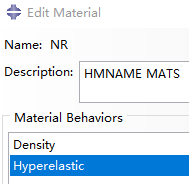 Edit Material
Name: NR
Description: HMNAME MATS
Material Behaviors
Density
Hyperelastic